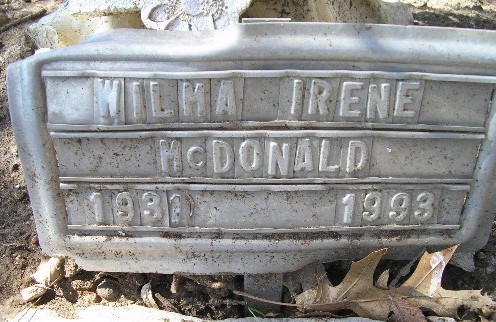 WILMA IRENE
McDONALD
1931 1993